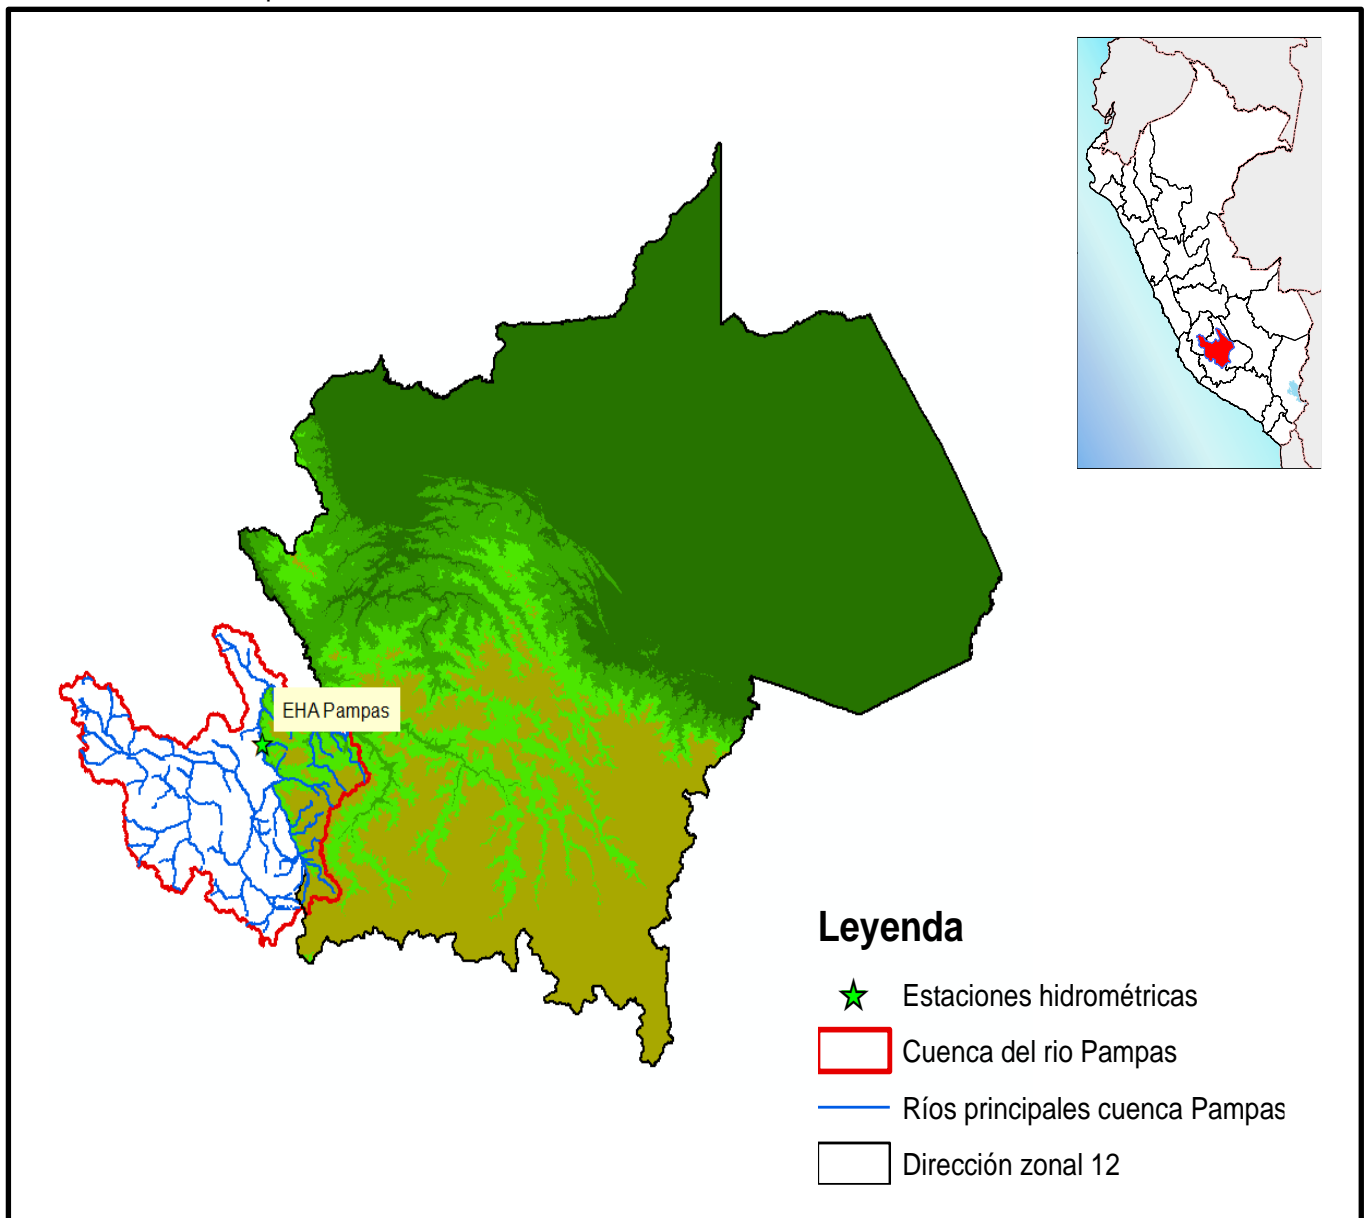 EHA Pampas
Leyenda
Estaciones hidrométricas
Cuenca del rio Pampas
Ríos principales cuenca Pampas
Dirección zonal 12